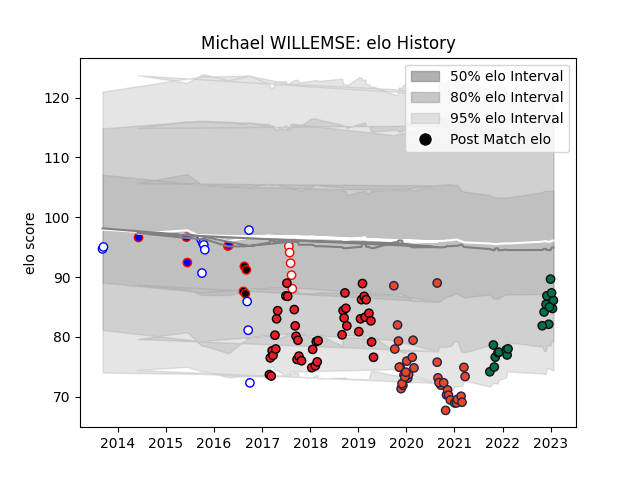 Michael WILLEMSE: elo History
50% elo Interval
80% elo Interval
95% elo Interval
Post Match elo
elo score
120
110
100
90
80
70
2014 2015 2016 2017 2018 2019 2020 2021 2022 2023